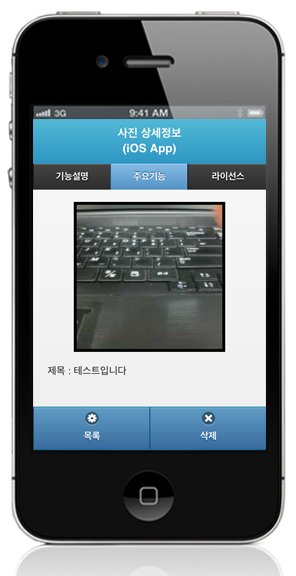 3G 9:41 AM
사진 상세정보
(iOS App)
기능설명 주요기능 라이선스
제목 : 테스트입니다
목록 삭제